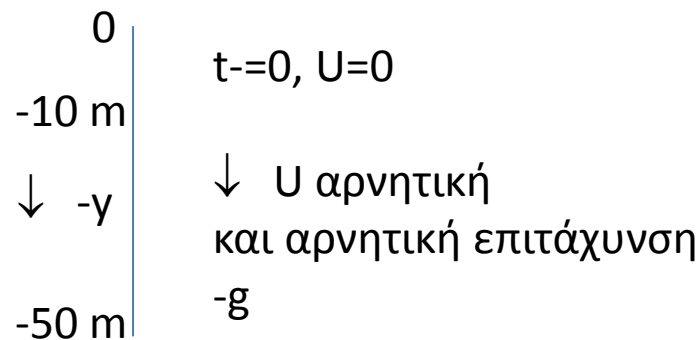 0
t-=0, U=0
-10 m
↓ -y
↓ U αρνητική
και αρνητική επιτάχυνση
-g
-50 m